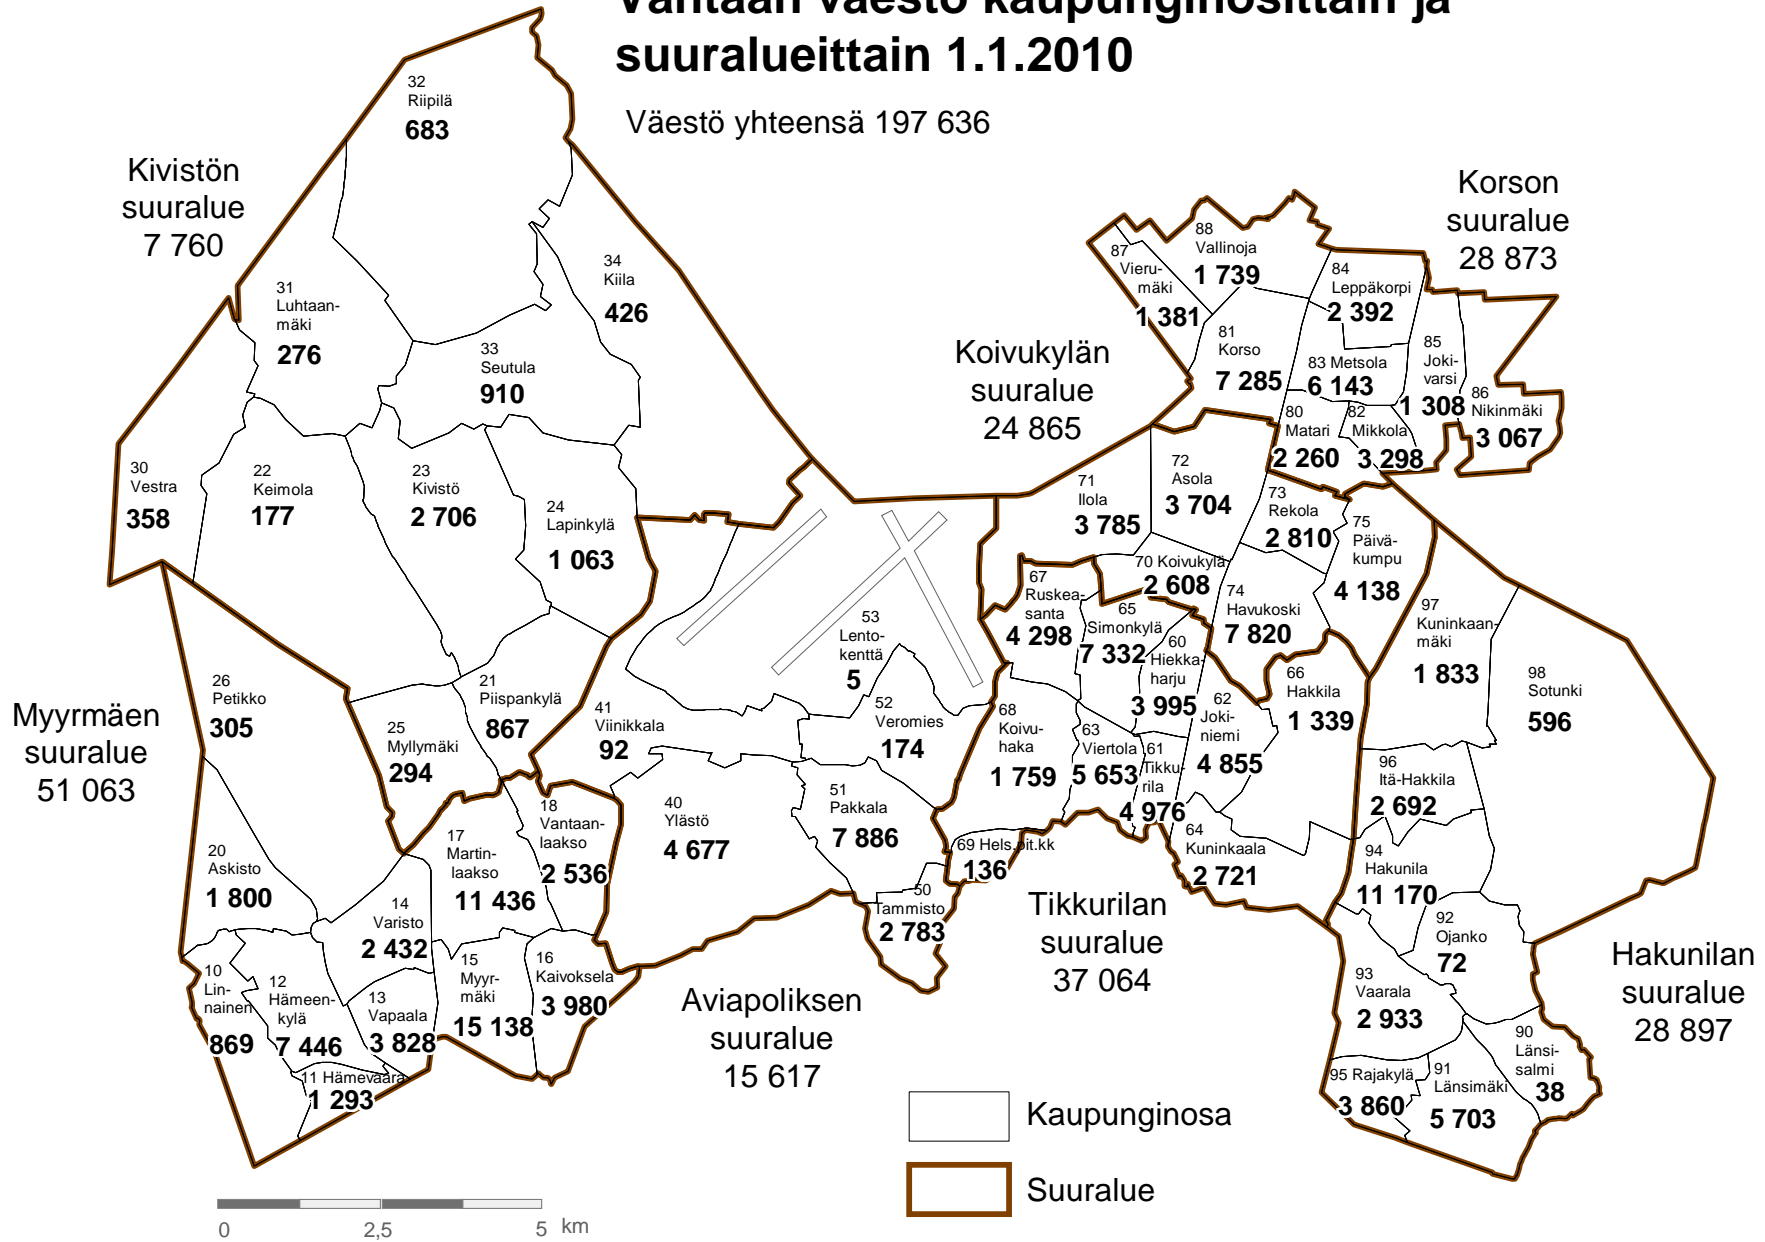 Vantaan väestö kaupunginosittain ja
suuralueittain 1.1.2010
Väestö yhteensä 197 636
Kivistön
suuralue
7 760
32
Riipilä
683
31
Luhtaan-
mäki
276
34
Kiila
426
33
Seutula
910
30
Vestra
358
22
Keimola
177
23
Kivistö
2 706
24
Lapinkylä
1 063
21
Piispankylä
867
25
Myllymäki
294
Myyrmäen
suuralue
51 063
26
Petikko
305
20
Askisto
1 800
18
Vantaan-
laakso
2 536
17
Martin-
laakso
11 436
14
Varisto
2 432
10
Lin-
nainen
869
12
Hämeen-
kylä
7 446
13
Vapaala
3 828
11 Hämevaara
1 293
15
Myyr-
mäki
15 138
16
Kaivoksela
3 980
Aviapoliksen
suuralue
15 617
41
Viinikkala
92
53
Lento-
kenttä
5
52
Veromies
174
40
Ylästö
4 677
51
Pakkala
7 886
50
Tammisto
2 783
Korson
suuralue
28 873
87
Vieru-
mäki
1 381
88
Vallinoja
1 739
84
Leppäkorpi
2 392
81
Korso
7 285
83 Metsola
6 143
85
Joki-
varsi
1 308
86
Nikinmäki
3 067
80
Matari
2 260
82
Mikkola
3 298
Koivukylän
suuralue
24 865
71
Ilola
3 785
72
Asola
3 704
73
Rekola
2 810
75
Päivä-
kumpu
4 138
70 Koivukylä
2 608
74
Havukoski
7 820
Tikkurilan
suuralue
37 064
67
Ruskea-
santa
4 298
65
Simonkylä
7 332
60
Hiekka-
harju
3 995
66
Hakkila
1 339
68
Koivu-
haka
1 759
63
Viertola
5 653
61
Tikku-
rila
4 976
62
Joki-
niemi
4 855
64
Kuninkaala
2 721
69 Hels.pit.kk
136
Hakunilan
suuralue
28 897
97
Kuninkaan-
mäki
1 833
98
Sotunki
596
96
Itä-Hakkila
2 692
94
Hakunila
11 170
92
Ojanko
72
93
Vaarala
2 933
90
Länsi-
salmi
38
95 Rajakylä
3 860
91
Länsimäki
5 703
Kaupunginosa
Suuralue
0 2,5 5 km